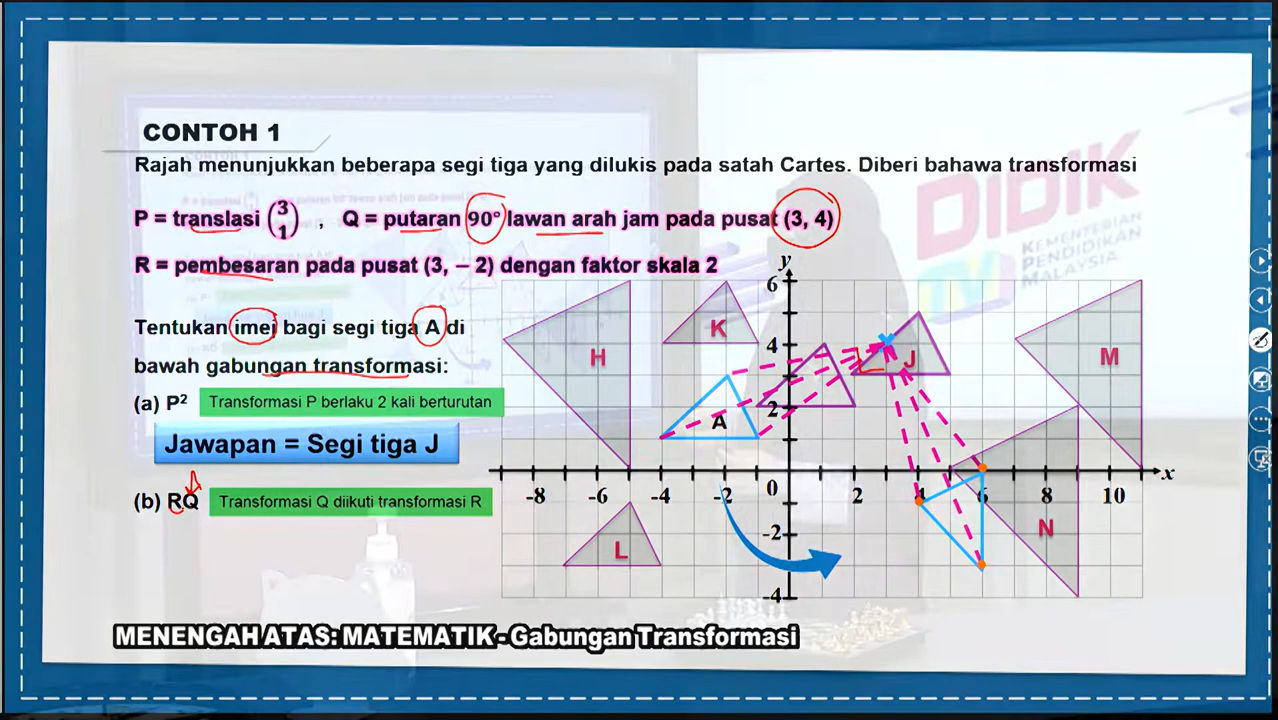 CONTOH 1
Rajah menunjukkan beberapa segi tiga yang dilukis pada satah Cartes. Diberi bahawa transformasi
P = translasi (3 1) , Q = putaran 90° lawan arah jam pada pusat (3, 4)
R = pembesaran pada pusat (3, – 2) dengan faktor skala 2
Tentukan imej bagi segi tiga A di
bawah gabungan transformasi:
(a) P² Transformasi P berlaku 2 kali berturutan
Jawapan = Segi tiga J
(b) RQ Transformasi Q diikuti transformasi R
y
6
4
2
0
-2
-4
-8 -6 -4 -2 2 4 6 8 10 x
H
K
J
M
A
L
N
DIDIK
TV
KEMENTERIAN
PENDIDIKAN
MALAYSIA
MENENGAH ATAS: MATEMATIK - Gabungan Transformasi